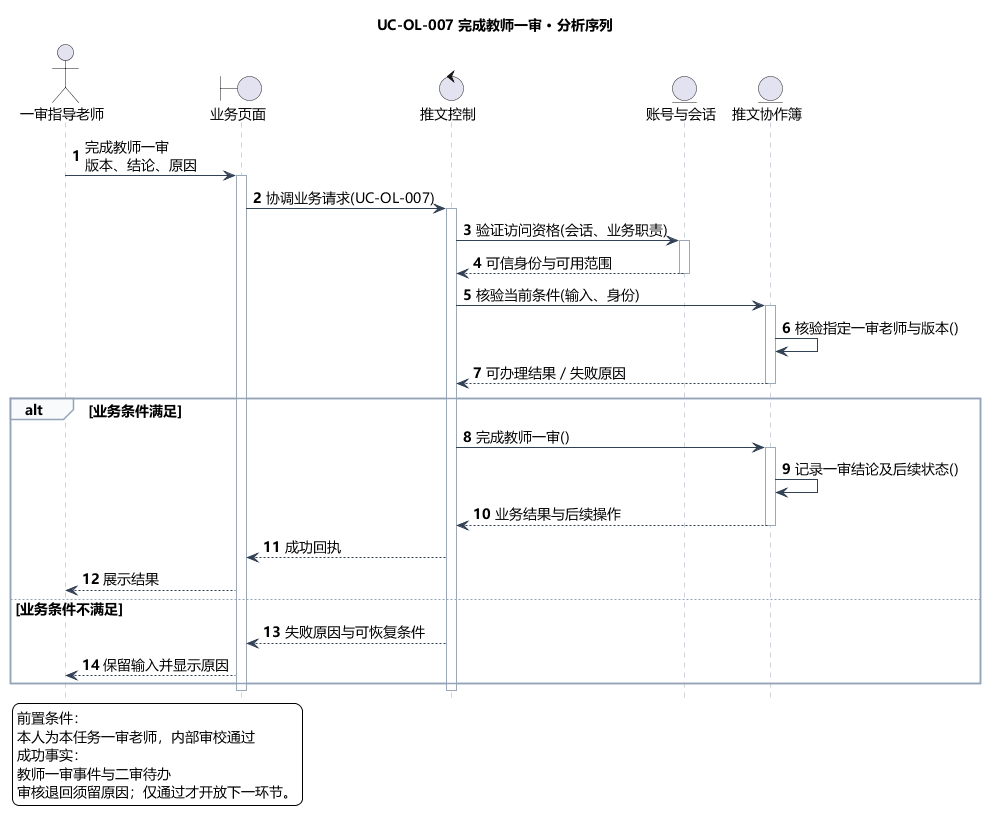 UC-OL-007 完成教师一审 • 分析序列
一审指导老师
业务页面
推文控制
账号与会话
推文协作簿
1 完成教师一审
版本、结论、原因
2 协调业务请求(UC-OL-007)
3 验证访问资格(会话、业务职责)
4 可信身份与可用范围
5 核验当前条件(输入、身份)
6 核验指定一审老师与版本()
7 可办理结果 / 失败原因
alt [业务条件满足]
8 完成教师一审()
9 记录一审结论及后续状态()
10 业务结果与后续操作
11 成功回执
12 展示结果
[业务条件不满足]
13 失败原因与可恢复条件
14 保留输入并显示原因
前置条件：
本人为本任务一审老师，内部审校通过
成功事实：
教师一审事件与二审待办
审核退回须留原因；仅通过才开放下一环节。